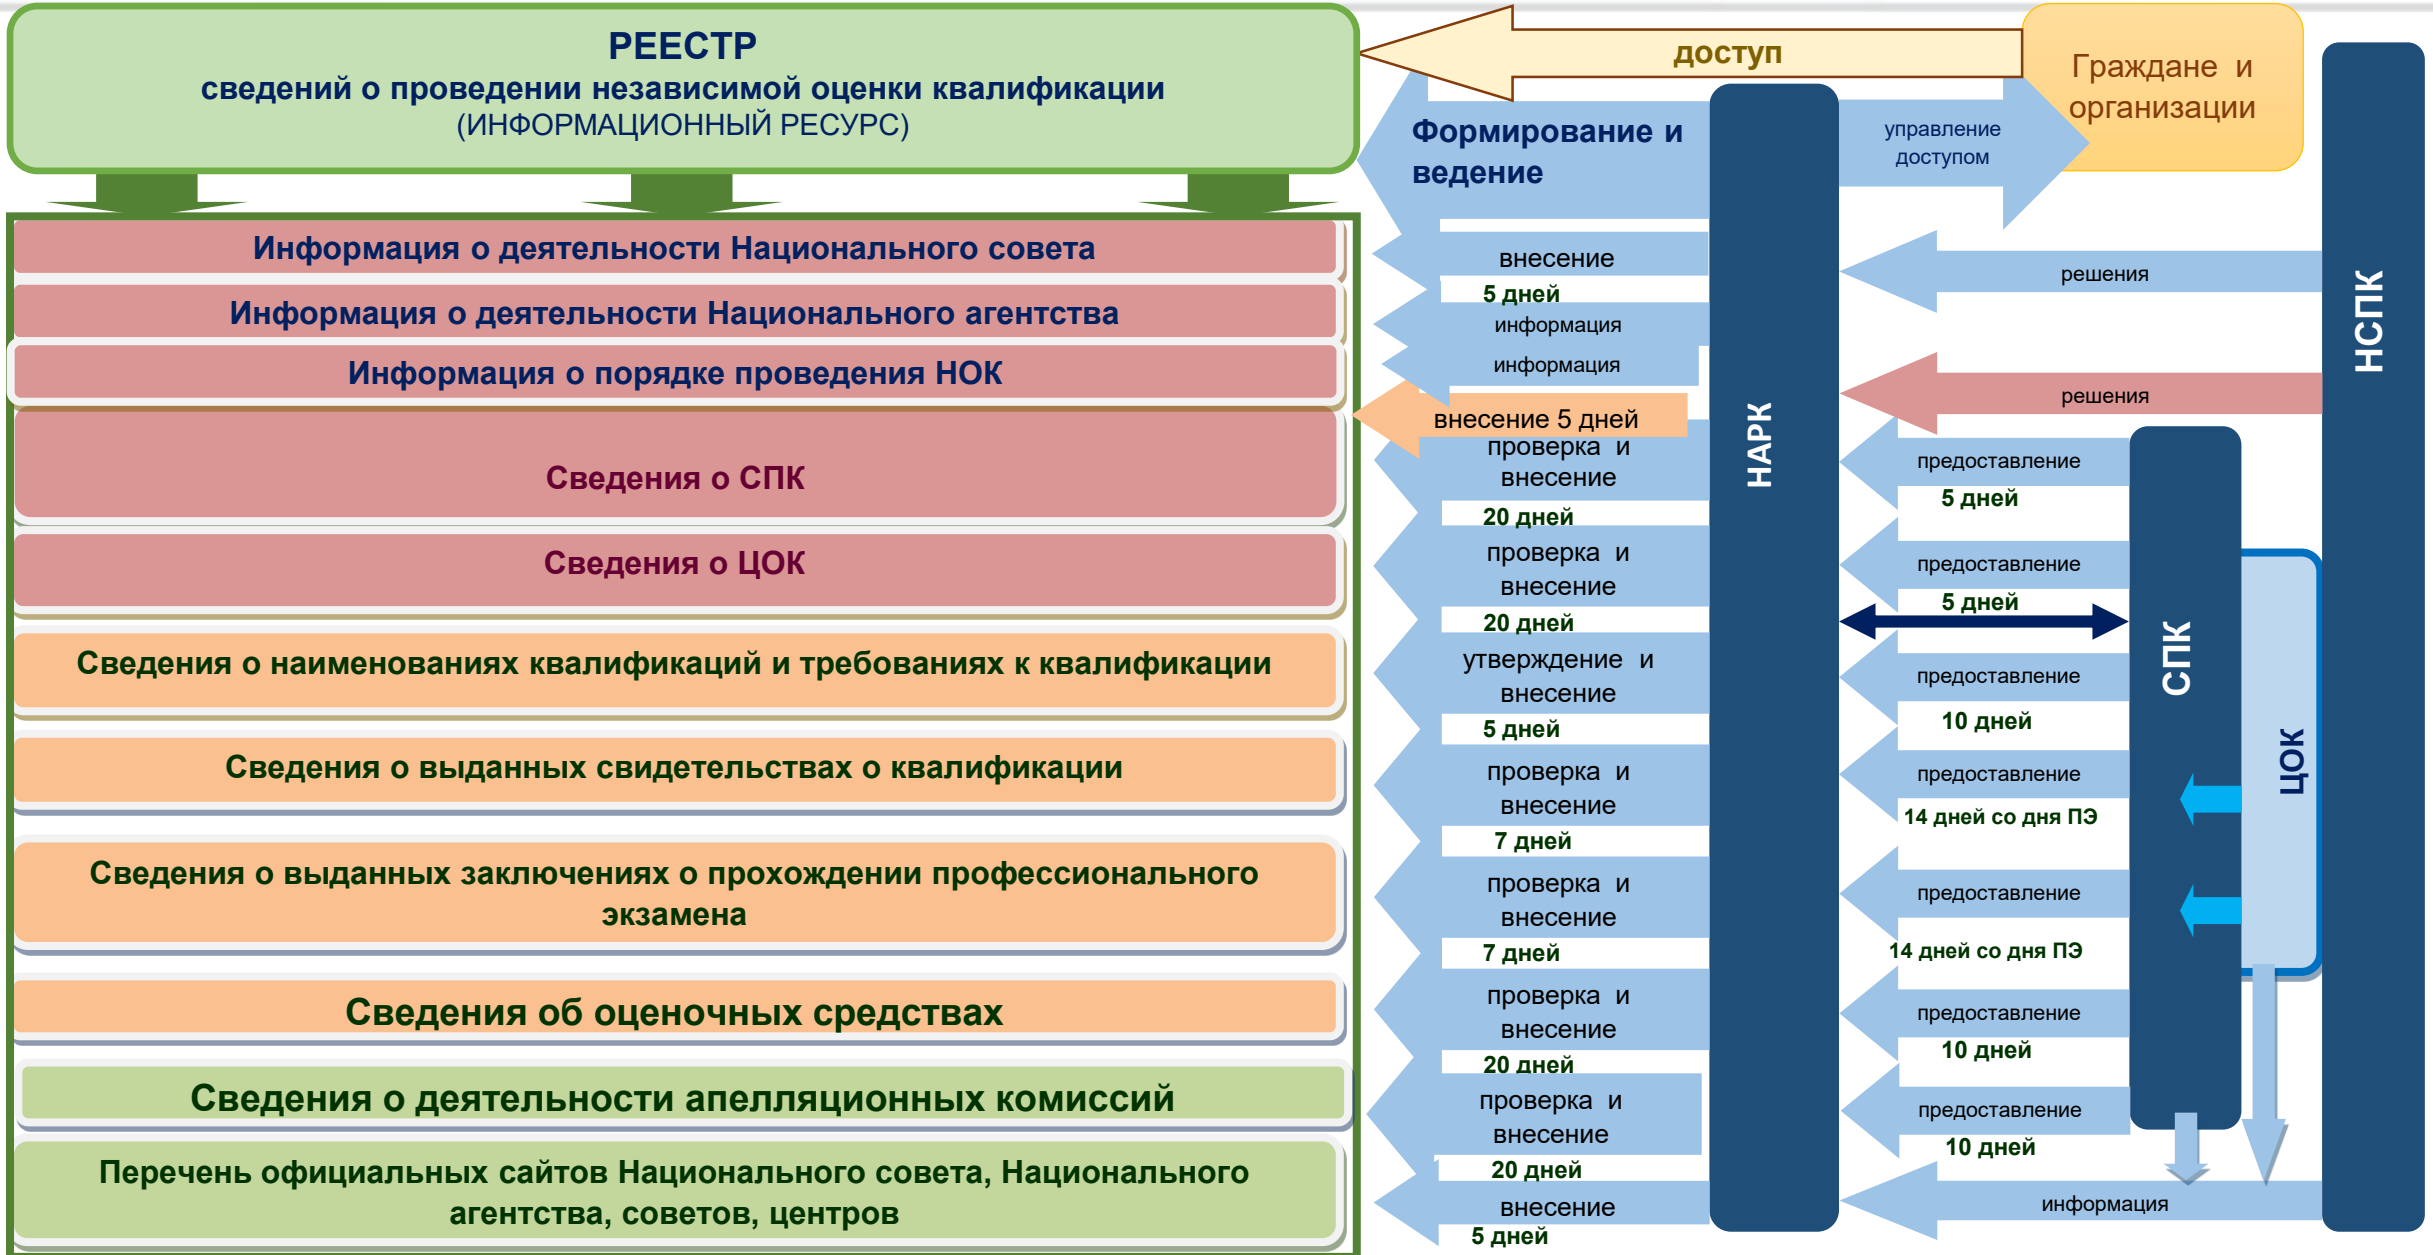 РЕЕСТР
сведений о проведении независимой оценки квалификации
(ИНФОРМАЦИОННЫЙ РЕСУРС)
доступ
Граждане и
организации
Формирование и
ведение
управление
доступом
Информация о деятельности Национального совета
внесение
5 дней
решения
Информация о деятельности Национального агентства
информация
Информация о порядке проведения НОК
информация
решения
внесение 5 дней
Сведения о СПК
проверка и
внесение
20 дней
предоставление
5 дней
Сведения о ЦОК
проверка и
внесение
20 дней
предоставление
5 дней
Сведения о наименованиях квалификаций и требованиях к квалификации
утверждение и
внесение
5 дней
предоставление
10 дней
Сведения о выданных свидетельствах о квалификации
проверка и
внесение
7 дней
предоставление
14 дней со дня ПЭ
Сведения о выданных заключениях о прохождении профессионального
экзамена
проверка и
внесение
7 дней
предоставление
14 дней со дня ПЭ
Сведения об оценочных средствах
проверка и
внесение
20 дней
предоставление
10 дней
Сведения о деятельности апелляционных комиссий
проверка и
внесение
20 дней
предоставление
10 дней
Перечень официальных сайтов Национального совета, Национального
агентства, советов, центров
внесение
5 дней
информация
НАРК
СПК
ЦОК
НСПК